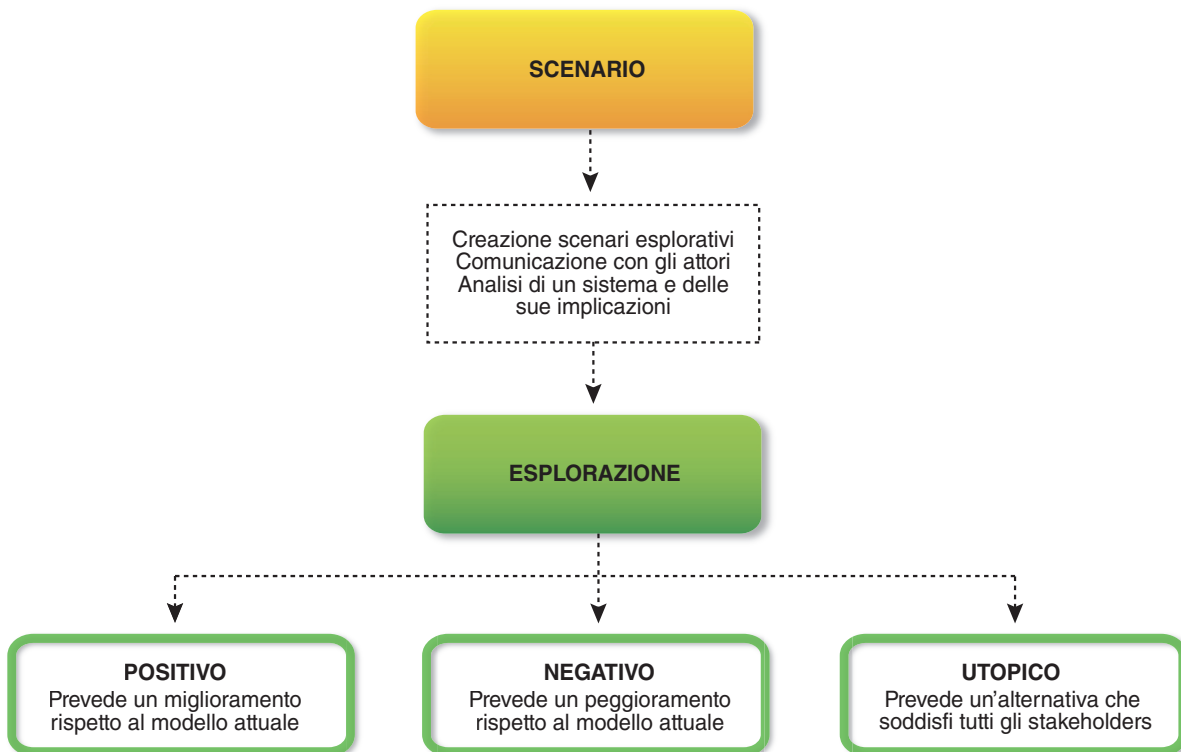 SCENARIO
Creazione scenari esplorativi
Comunicazione con gli attori
Analisi di un sistema e delle
sue implicazioni
ESPLORAZIONE
POSITIVO
Prevede un miglioramento
rispetto al modello attuale
NEGATIVO
Prevede un peggioramento
rispetto al modello attuale
UTOPICO
Prevede un'alternativa che
soddisfi tutti gli stakeholders